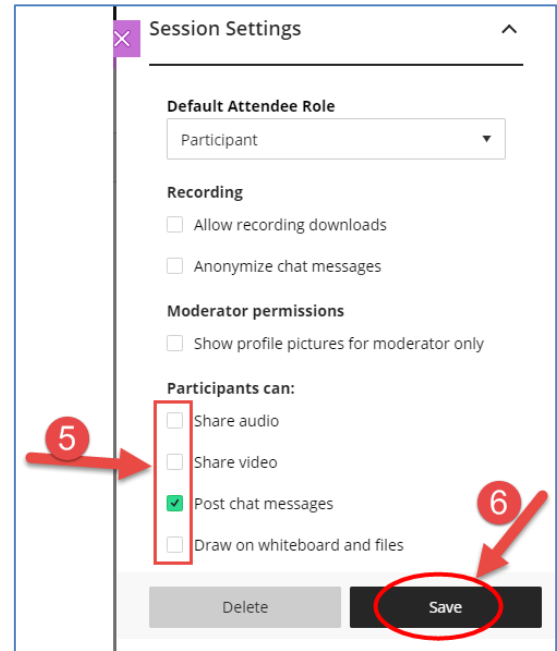 Session Settings
Default Attendee Role
Participant
Recording
Allow recording downloads
Anonymize chat messages
Moderator permissions
Show profile pictures for moderator only
Participants can:
Share audio
5
Share video
Post chat messages
6
Draw on whiteboard and files
Delete Save